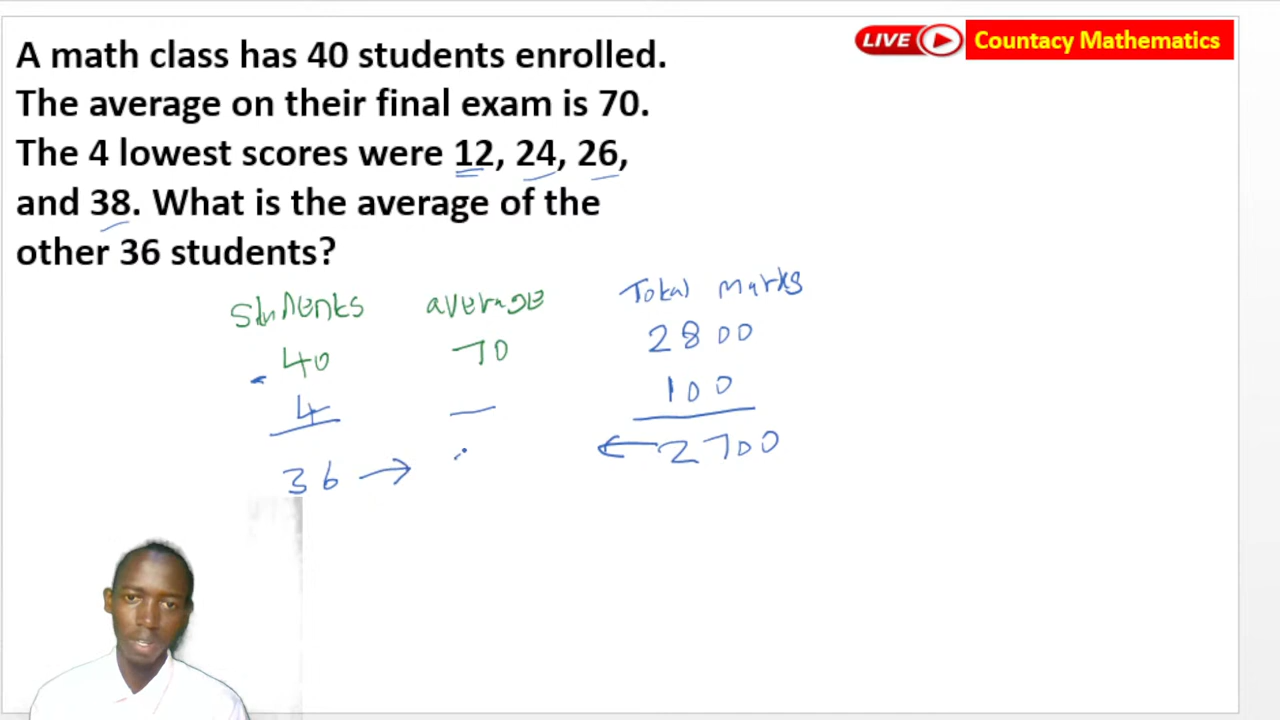 LIVE Countacy Mathematics
A math class has 40 students enrolled.
The average on their final exam is 70.
The 4 lowest scores were 12, 24, 26,
and 38. What is the average of the
other 36 students?
Students average Total Marks
40 70 2800
- 4 — 100
36 → ← 2700